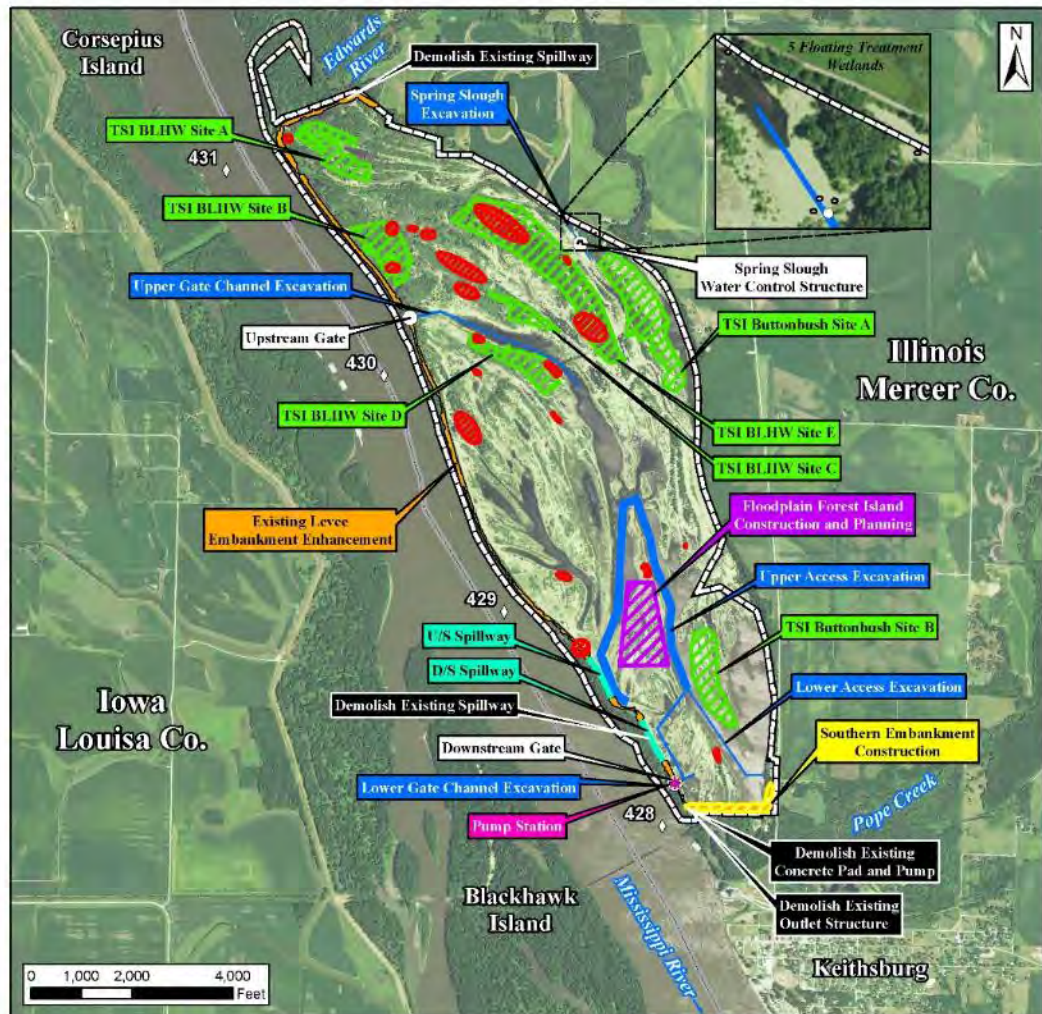 Corsepius
Island
Edwards
River
Demolish Existing Spillway
Spring Slough
Excavation
5 Floating Treatment
Wetlands
N
TSI BLHW Site A
431
TSI BLHW Site B
Upper Gate Channel Excavation
Upstream Gate
430
TSI BLHW Site D
Spring Slough
Water Control Structure
TSI Buttonbush Site A
Illinois
Mercer Co.
TSI BLHW Site E
TSI BLHW Site C
Existing Levee
Embankment Enhancement
Floodplain Forest Island
Construction and Planning
Upper Access Excavation
429
U/S Spillway
TSI Buttonbush Site B
D/S Spillway
Iowa
Louisa Co.
Demolish Existing Spillway
Lower Access Excavation
Downstream Gate
Southern Embankment
Construction
Lower Gate Channel Excavation
Pump Station
428
Pope Creek
Demolish Existing
Concrete Pad and Pump
Blackhawk
Island
Mississippi River
Demolish Existing
Outlet Structure
Keithsburg
0 1,000 2,000 4,000
Feet